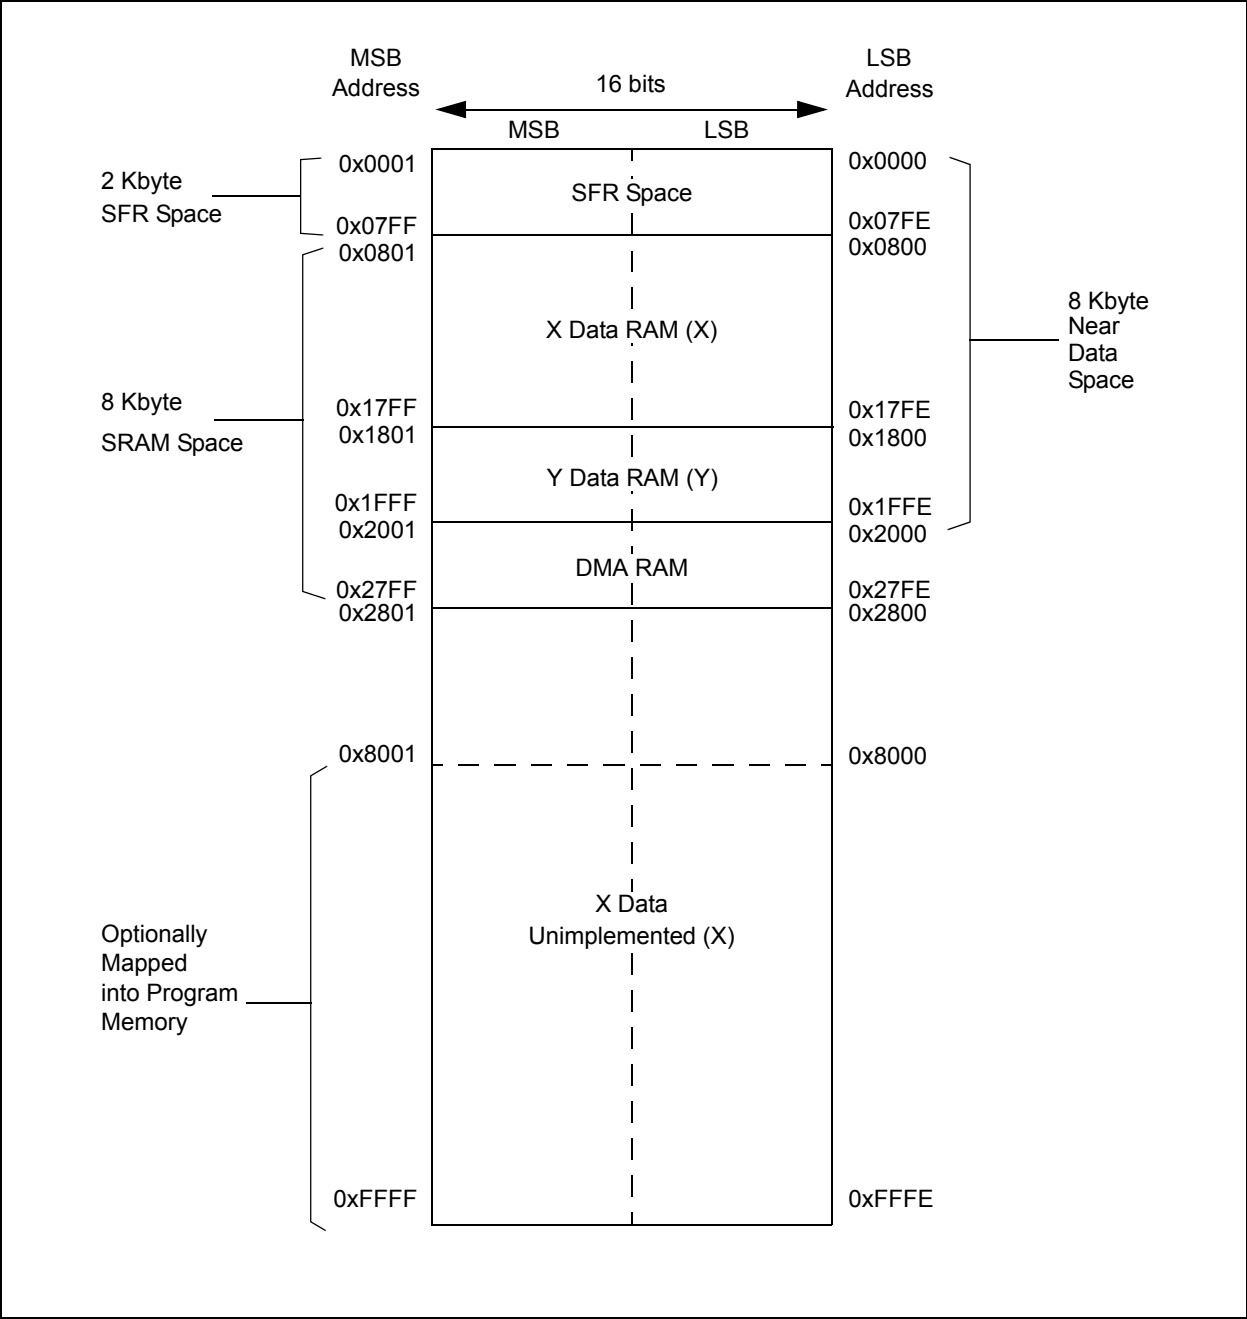 MSB
Address
LSB
Address
16 bits
MSB
LSB
0x0001
0x0000
2 Kbyte
SFR Space
SFR Space
0x07FF
0x07FE
0x0801
0x0800
8 Kbyte
Near
Data
Space
X Data RAM (X)
8 Kbyte
SRAM Space
0x17FF
0x17FE
0x1801
0x1800
Y Data RAM (Y)
0x1FFF
0x1FFE
0x2001
0x2000
DMA RAM
0x27FF
0x27FE
0x2801
0x2800
0x8001
0x8000
X Data
Unimplemented (X)
Optionally
Mapped
into Program
Memory
0xFFFF
0xFFFE